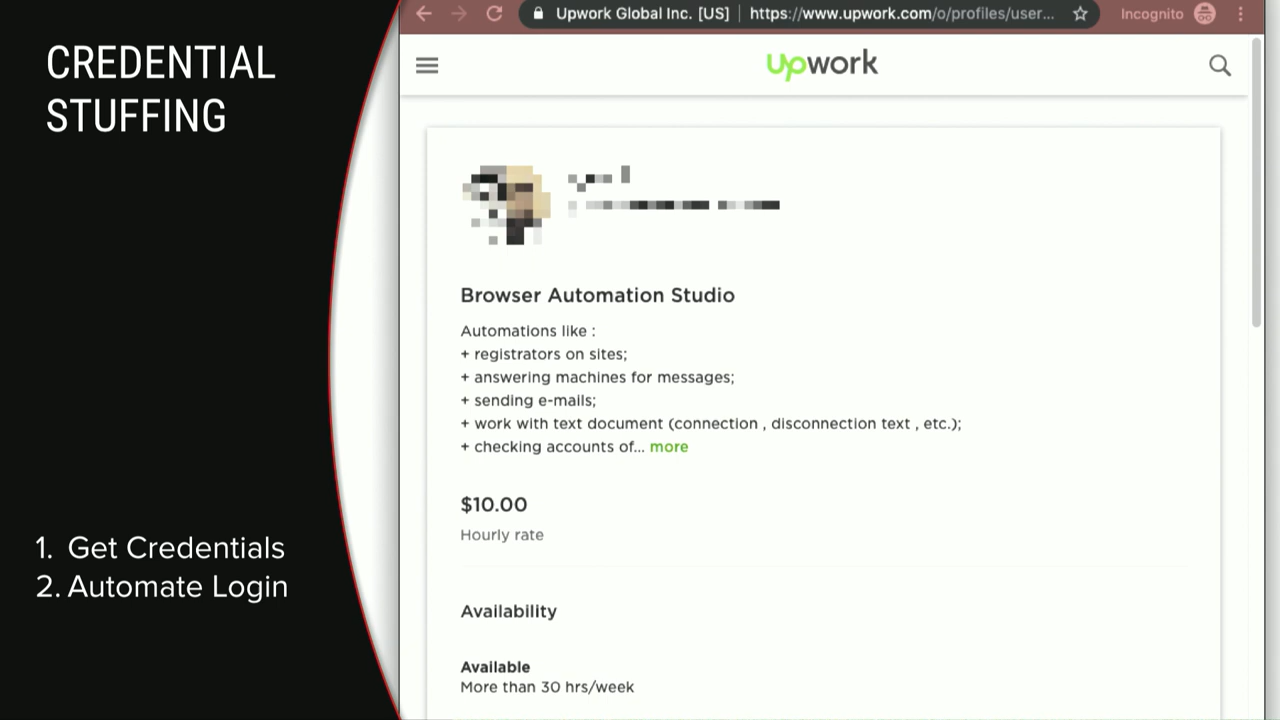 CREDENTIAL
STUFFING
1. Get Credentials
2. Automate Login
Upwork Global Inc. [US] | https://www.upwork.com/o/profiles/user...
Incognito
upwork
Browser Automation Studio
Automations like :
+ registrators on sites;
+ answering machines for messages;
+ sending e-mails;
+ work with text document (connection , disconnection text , etc.);
+ checking accounts of... more
$10.00
Hourly rate
Availability
Available
More than 30 hrs/week